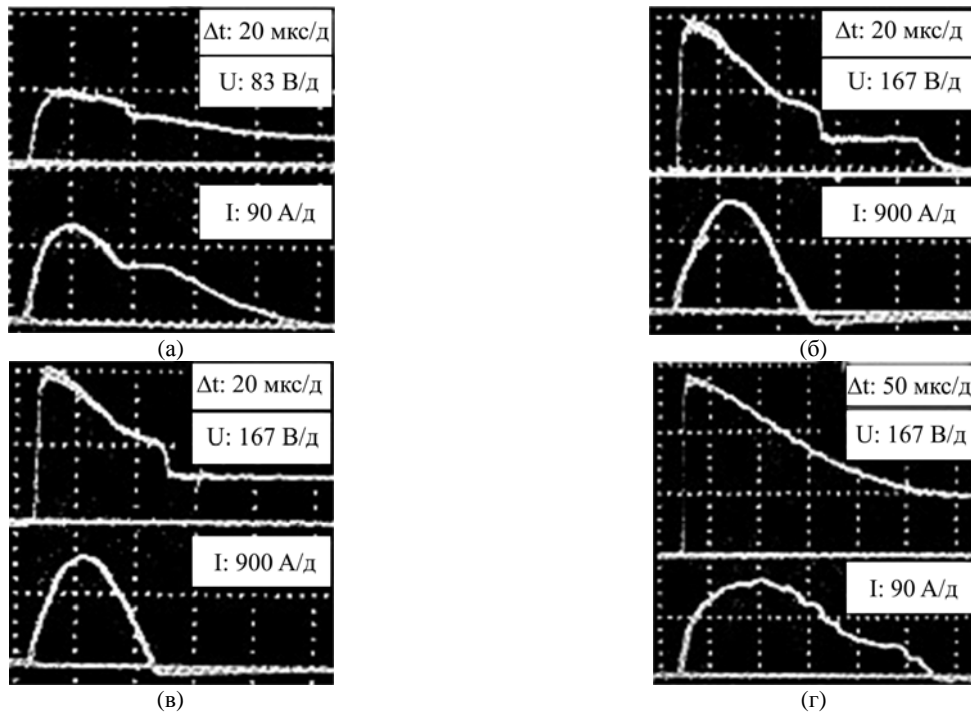 Δt: 20 мкс/д
U: 83 В/д
I: 90 А/д
(а)
Δt: 20 мкс/д
U: 167 В/д
I: 900 А/д
(б)
Δt: 20 мкс/д
U: 167 В/д
I: 900 А/д
(в)
Δt: 50 мкс/д
U: 167 В/д
I: 90 А/д
(г)